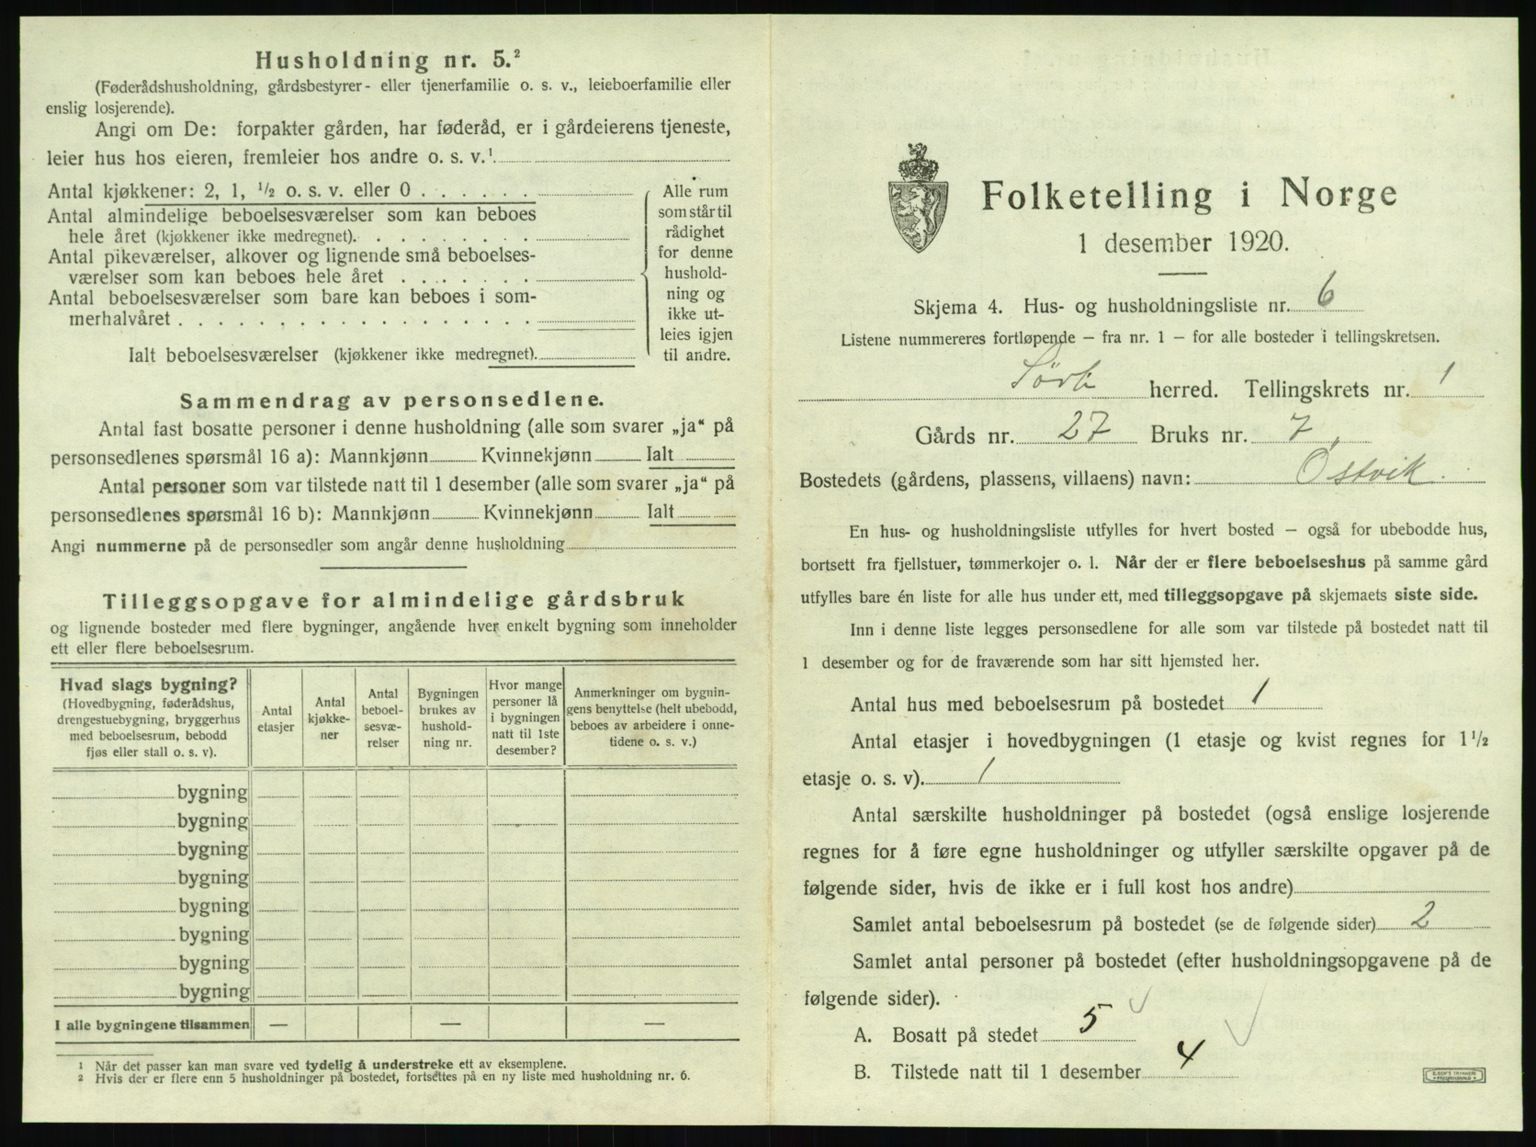 Husholdning nr. 5.²
(Føderådshusholdning, gårdsbestyrer- eller tjenerfamilie o. s. v., leieboerfamilie eller
enslig losjerende).
Angi om De: forpakter gården, har føderåd, er i gårdeierens tjeneste,
leier hus hos eieren, fremleier hos andre o. s. v.¹
Antal kjøkkener: 2, 1, ½ o. s. v. eller 0 . . . . . .
Antal almindelige beboelsesværelser som kan beboes
hele året (kjøkkener ikke medregnet). . . . . . . . .
Antal pikeværelser, alkover og lignende små beboelses-
værelser som kan beboes hele året . . . . . . .
Antal beboelsesværelser som bare kan beboes i som-
merhalvåret . . . . . . . . . . . . . . . . .
Ialt beboelsesværelser (kjøkkener ikke medregnet).
Alle rum
som står til
rådighet
for denne
hushold-
ning og
ikke ut-
leies igjen
til andre.
Sammendrag av personsedlene.
Antal fast bosatte personer i denne husholdning (alle som svarer „ja“ på
personsedlenes spørsmål 16 a): Mannkjønn Kvinnekjønn Ialt
Antal personer som var tilstede natt til 1 desember (alle som svarer „ja“ på
personsedlenes spørsmål 16 b): Mannkjønn Kvinnekjønn Ialt
Angi nummerne på de personsedler som angår denne husholdning
Tilleggsopgave for almindelige gårdsbruk
og lignende bosteder med flere bygninger, angående hver enkelt bygning som inneholder
ett eller flere beboelsesrum.
Hvad slags bygning?
(Hovedbygning, føderådshus,
drengestuebygning, bryggerhus
med beboelsesrum, bebodd
fjøs eller stall o. s. v).
Antal
etasjer
Antal
kjøkke-
ner
Antal
beboel-
sesvæ-
relser
Bygningen
brukes av
hushold-
ning nr.
Hvor mange
personer lå
i bygningen
natt til 1ste
desember?
Anmerkninger om bygnin-
gens benyttelse (helt ubebodd,
beboes av arbeidere i onne-
tidene o. s. v.)
bygning
bygning
bygning
bygning
bygning
bygning
bygning
bygning
I alle bygningene tilsammen — — —
¹ Når det passer kan man svare ved tydelig å understreke ett av eksemplene.
² Hvis der er flere enn 5 husholdninger på bostedet, fortsettes på en ny liste med husholdning nr. 6.
Folketelling i Norge
1 desember 1920.
Skjema 4. Hus- og husholdningsliste nr. 6
Listene nummereres fortløpende — fra nr. 1 — for alle bosteder i tellingskretsen.
herred. Tellingskrets nr. 1
Gårds nr. 27 Bruks nr. 7,
Bostedets (gårdens, plassens, villaens) navn: Østvik.
En hus- og husholdningsliste utfylles for hvert bosted — også for ubebodde hus,
bortsett fra fjellstuer, tømmerkojer o. l. Når der er flere beboelseshus på samme gård
utfylles bare én liste for alle hus under ett, med tilleggsopgave på skjemaets siste side.
Inn i denne liste legges personsedlene for alle som var tilstede på bostedet natt til
1 desember og for de fraværende som har sitt hjemsted her.
Antal hus med beboelsesrum på bostedet 1
Antal etasjer i hovedbygningen (1 etasje og kvist regnes for 1½
etasje o. s. v). 1
Antal særskilte husholdninger på bostedet (også enslige losjerende
regnes for å føre egne husholdninger og utfyller særskilte opgaver på de
følgende sider, hvis de ikke er i full kost hos andre)
Samlet antal beboelsesrum på bostedet (se de følgende sider) 2
Samlet antal personer på bostedet (efter husholdningsopgavene på de
følgende sider).
A. Bosatt på stedet 5
B. Tilstede natt til 1 desember 4